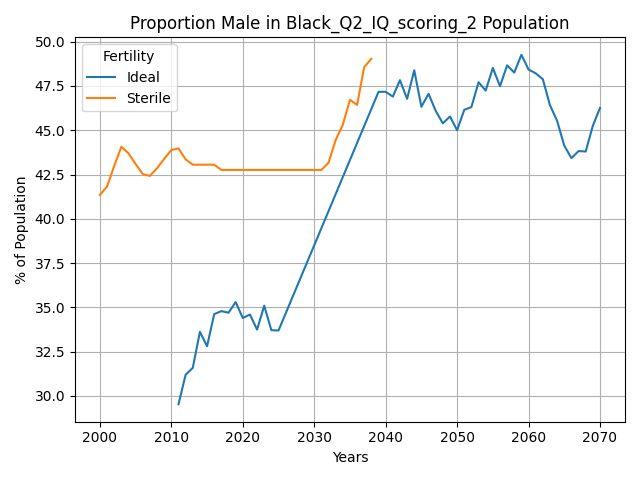 Proportion Male in Black_Q2_IQ_scoring_2 Population
50.0
47.5
45.0
42.5
40.0
37.5
35.0
32.5
30.0
% of Population
Fertility
Ideal
Sterile
2000 2010 2020 2030 2040 2050 2060 2070
Years